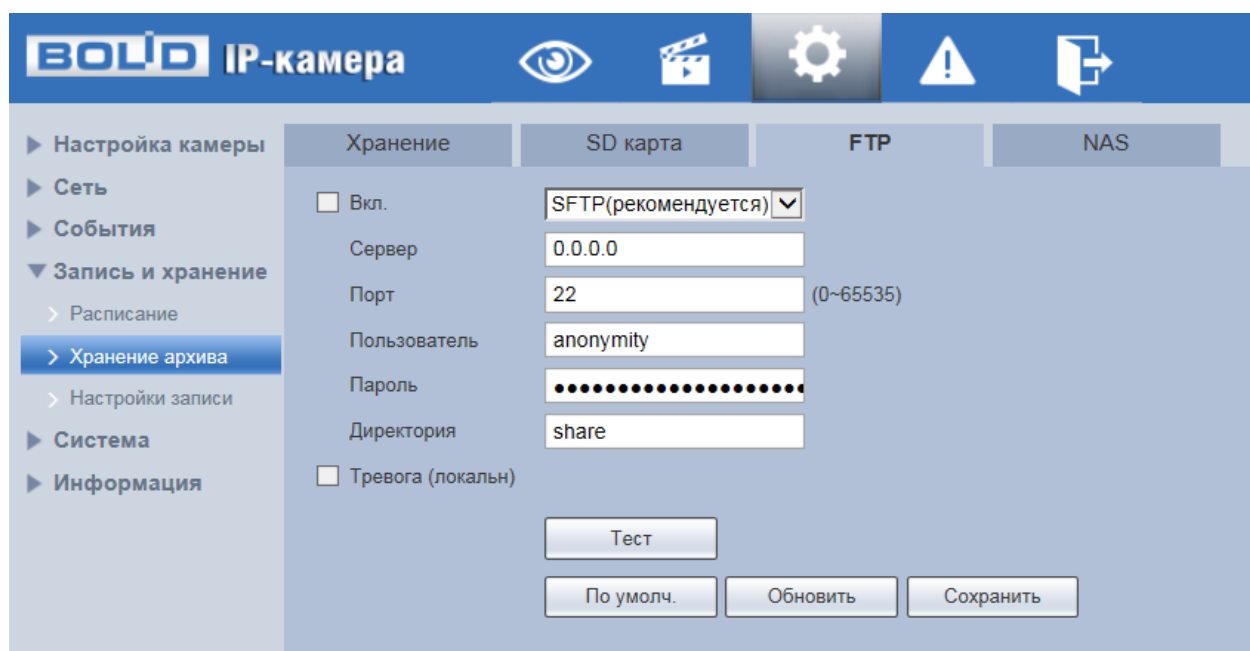 BOLID IP-камера
Настройка камеры
Сеть
События
Запись и хранение
Расписание
Хранение архива
Настройки записи
Система
Информация
Хранение SD карта FTP NAS
Вкл. SFTP(рекомендуется)
Сервер 0.0.0.0
Порт 22 (0~65535)
Пользователь anonymity
Пароль ●●●●●●●●●●●●●●●●●●●●●
Директория share
Тревога (локальн)
Тест
По умолч. Обновить Сохранить